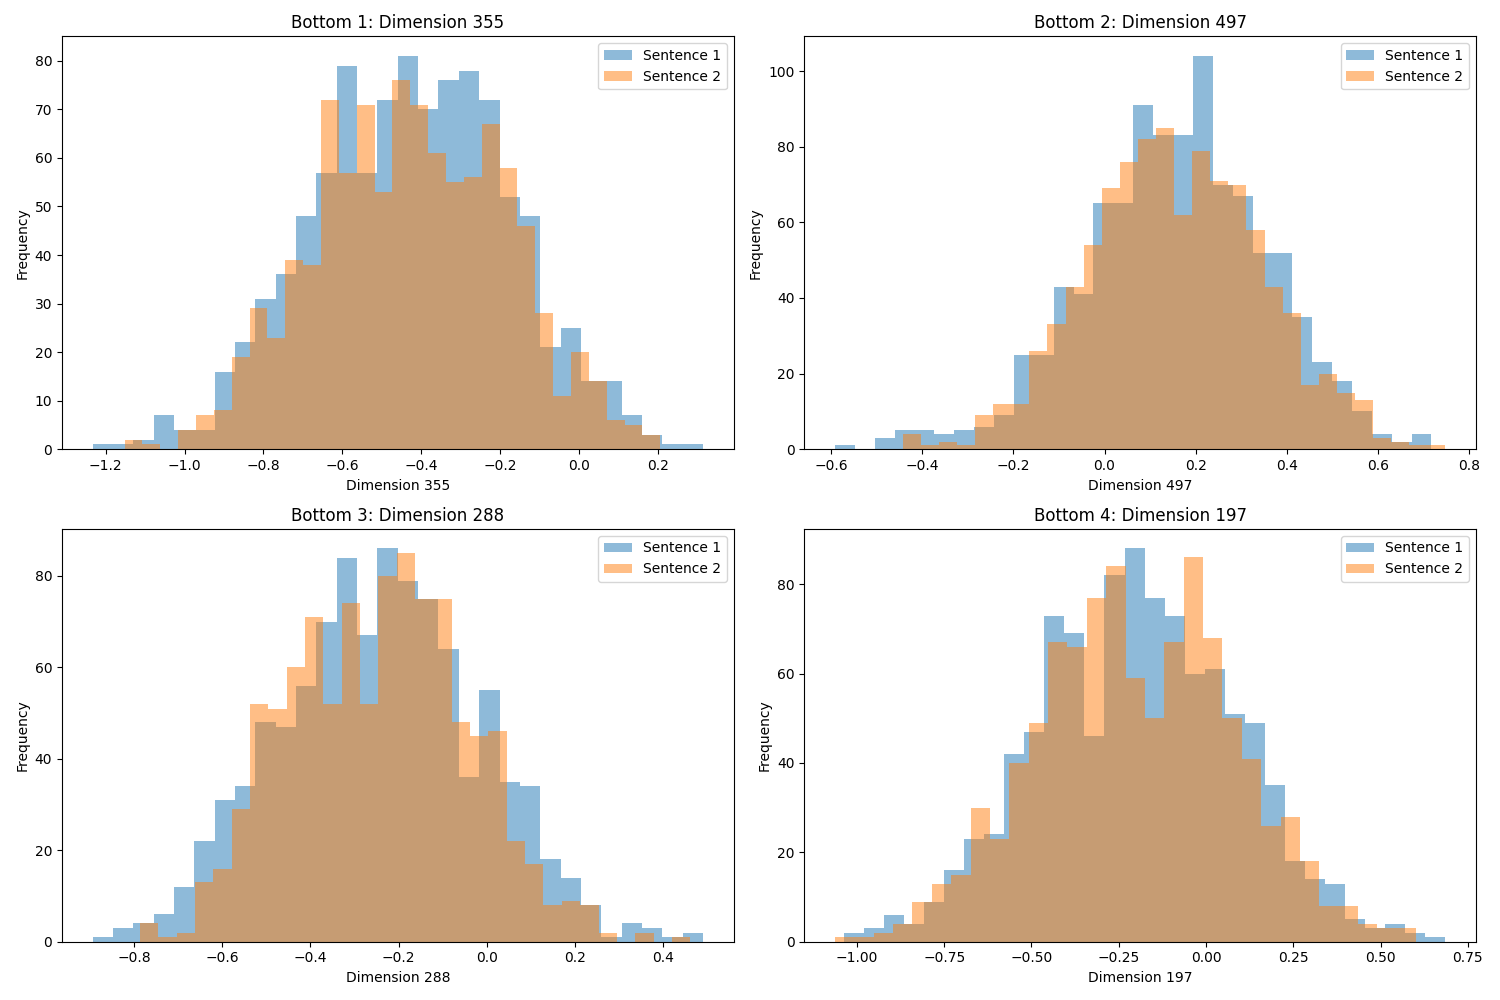 Bottom 1: Dimension 355
Sentence 1
Sentence 2
80
70
60
50
40
30
20
10
0
Frequency
−1.2 −1.0 −0.8 −0.6 −0.4 −0.2 0.0 0.2
Dimension 355
Bottom 2: Dimension 497
Sentence 1
Sentence 2
100
80
60
40
20
0
Frequency
−0.6 −0.4 −0.2 0.0 0.2 0.4 0.6 0.8
Dimension 497
Bottom 3: Dimension 288
Sentence 1
Sentence 2
80
60
40
20
0
Frequency
−0.8 −0.6 −0.4 −0.2 0.0 0.2 0.4
Dimension 288
Bottom 4: Dimension 197
Sentence 1
Sentence 2
80
60
40
20
0
Frequency
−1.00 −0.75 −0.50 −0.25 0.00 0.25 0.50 0.75
Dimension 197